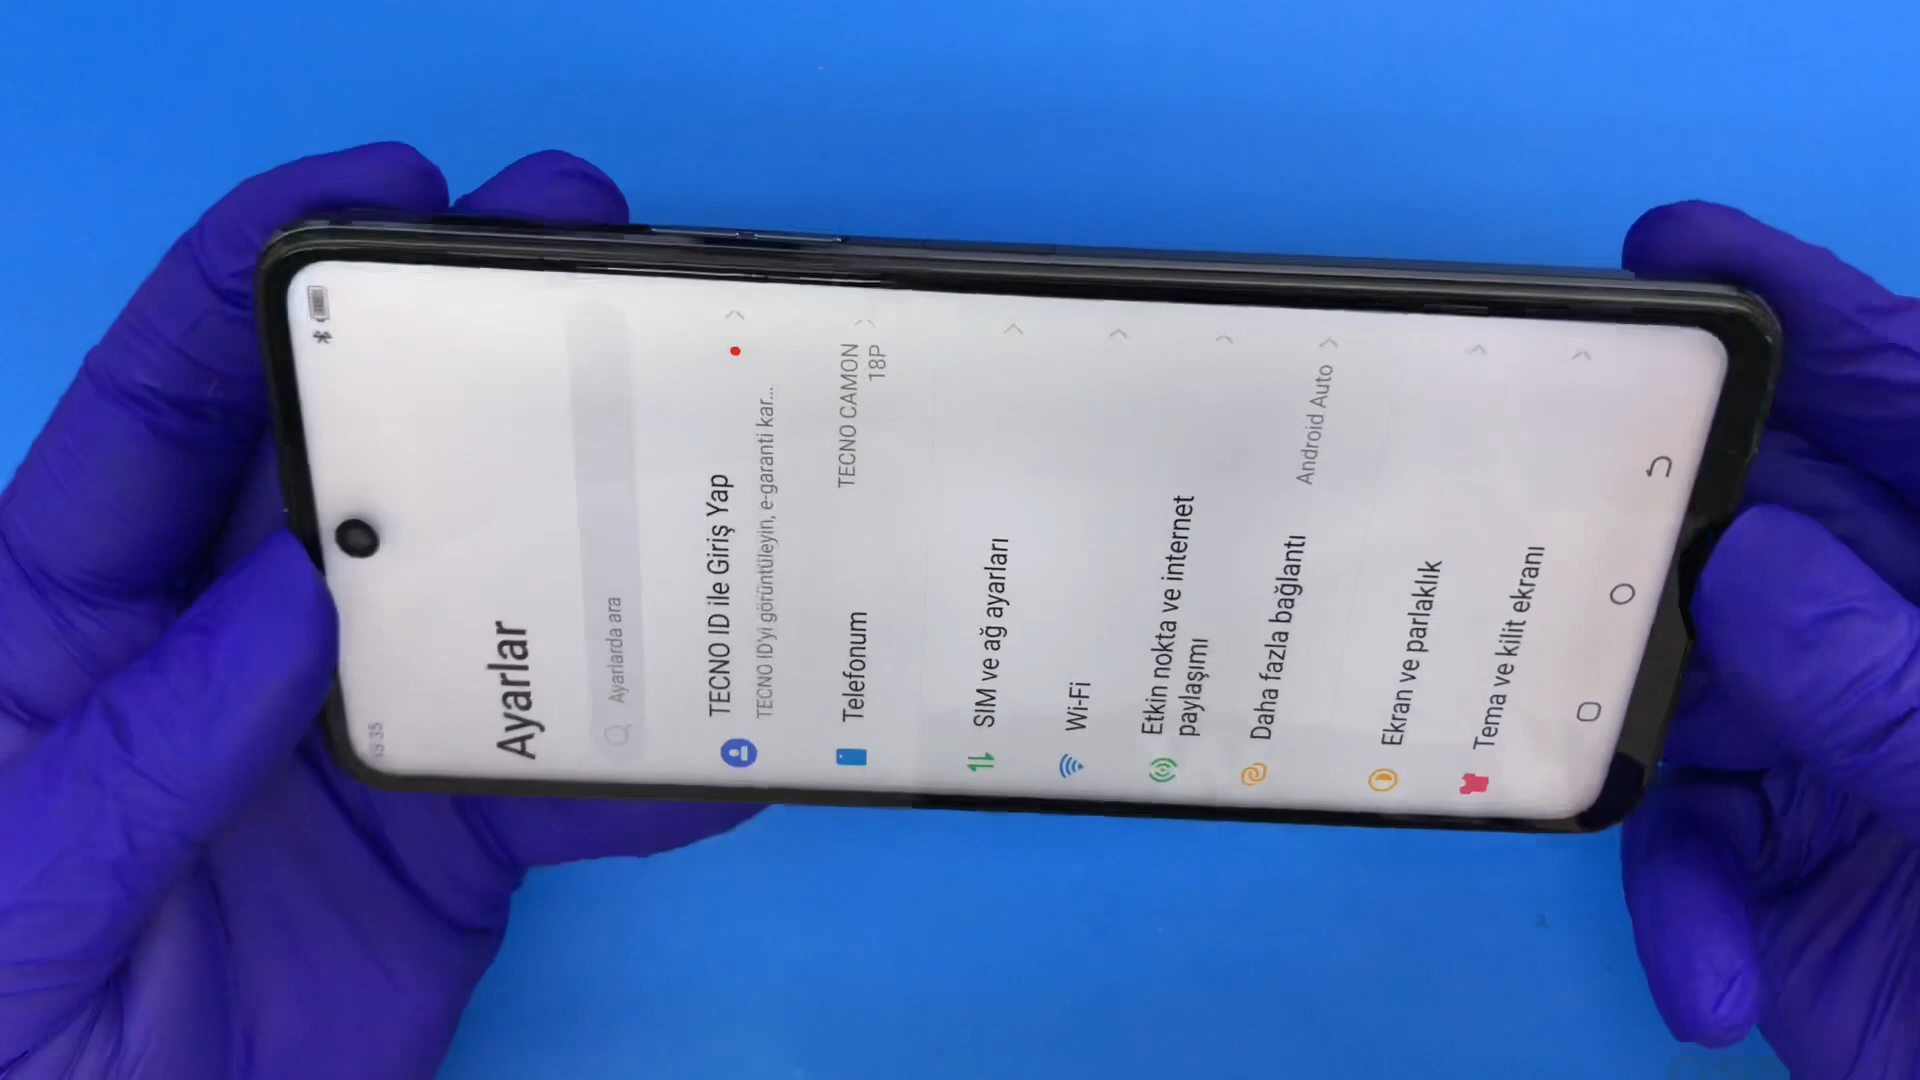 Ayarlar
Ayarlarda ara
TECNO ID ile Giriş Yap
TECNO ID'yi görüntüleyin, e-garanti kar...
Telefonum
TECNO CAMON
18P
SIM ve ağ ayarları
Wi-Fi
Etkin nokta ve internet
paylaşımı
Daha fazla bağlantı
Android Auto
Ekran ve parlaklık
Tema ve kilit ekranı